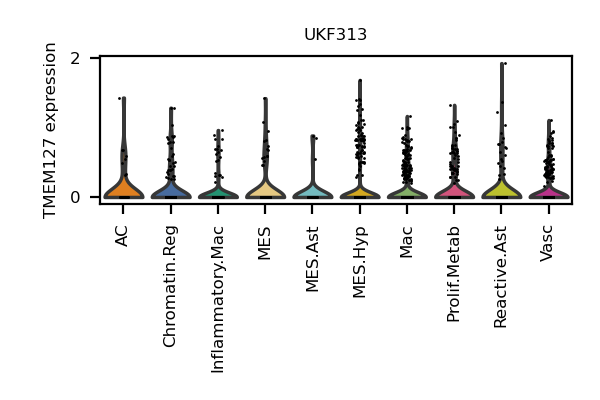 UKF313
TMEM127 expression
2
0
AC
Chromatin.Reg
Inflammatory.Mac
MES
MES.Ast
MES.Hyp
Mac
Prolif.Metab
Reactive.Ast
Vasc